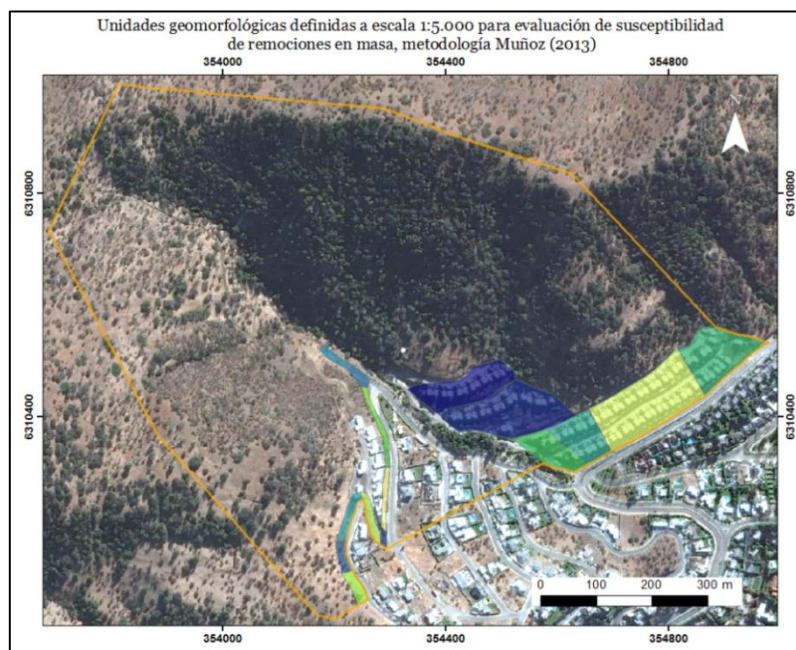 Unidades geomorfológicas definidas a escala 1:5.000 para evaluación de susceptibilidad
de remociones en masa, metodología Muñoz (2013)
354000 354400 354800
N
6310800 6310800
6310400 6310400
0 100 200 300 m
354000 354400 354800